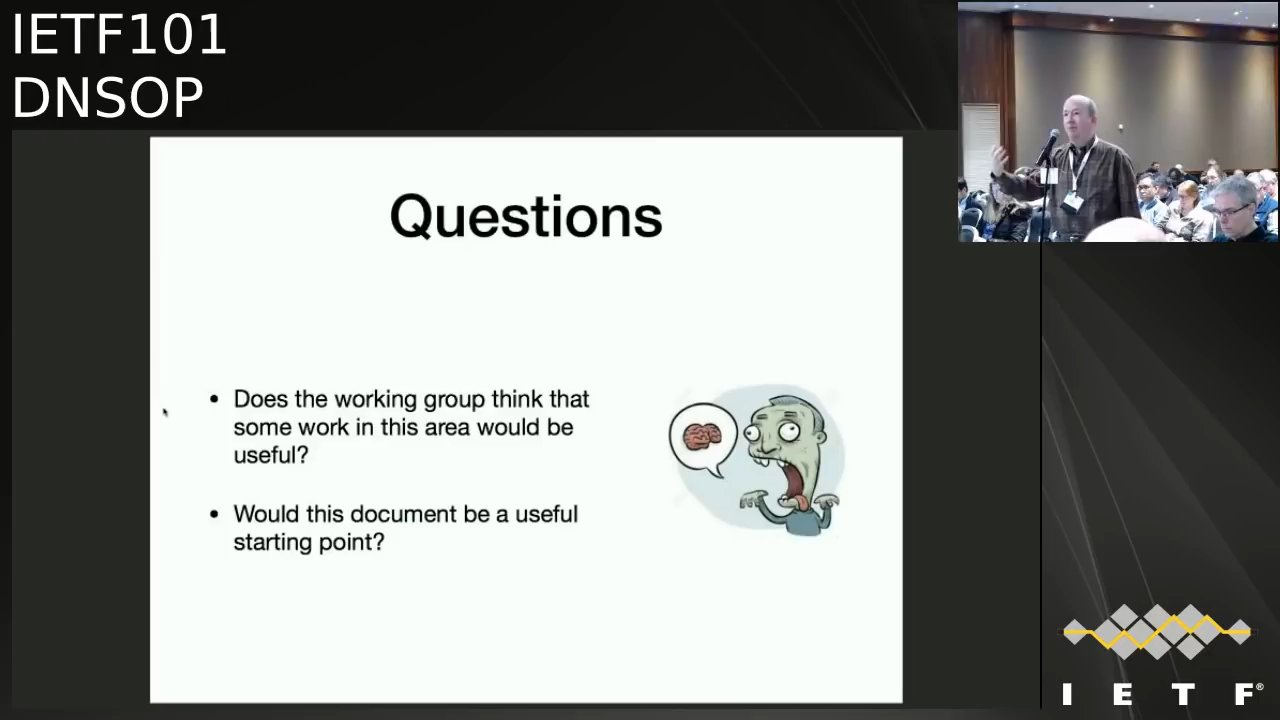 IETF101
DNSOP
Questions
• Does the working group think that
some work in this area would be
useful?
• Would this document be a useful
starting point?
I E T F®